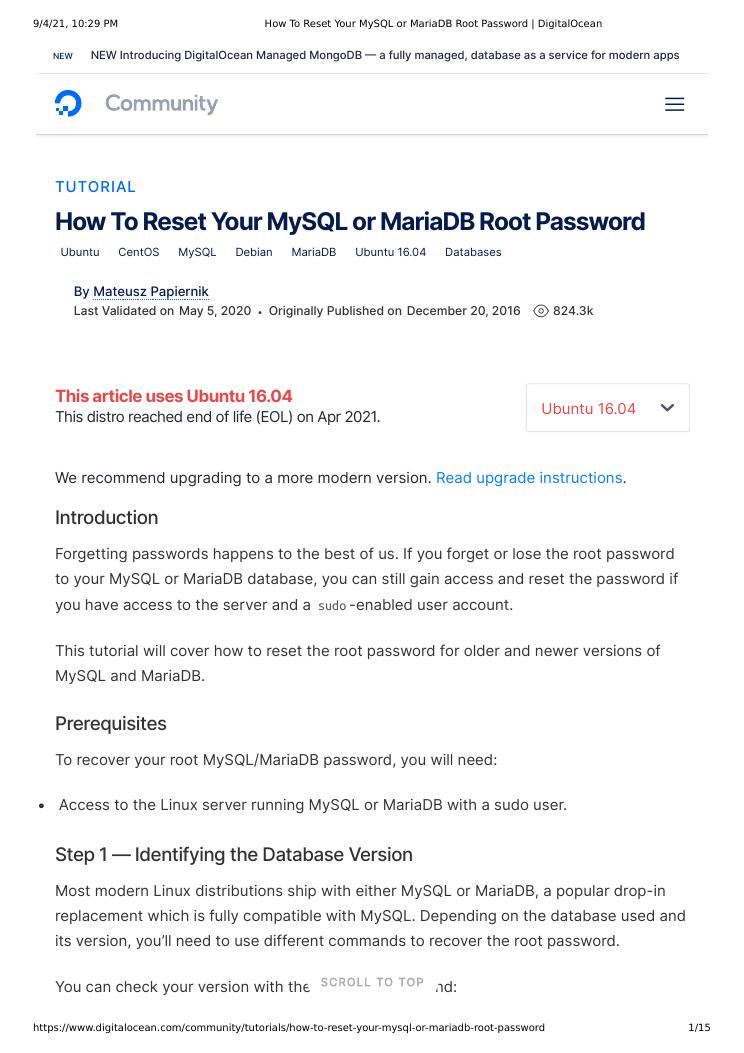 9/4/21, 10:29 PM How To Reset Your MySQL or MariaDB Root Password | DigitalOcean
NEW NEW Introducing DigitalOcean Managed MongoDB — a fully managed, database as a service for modern apps
Community
TUTORIAL
How To Reset Your MySQL or MariaDB Root Password
Ubuntu CentOS MySQL Debian MariaDB Ubuntu 16.04 Databases
By Mateusz Papiernik
Last Validated on May 5, 2020 • Originally Published on December 20, 2016 824.3k
This article uses Ubuntu 16.04
This distro reached end of life (EOL) on Apr 2021.
Ubuntu 16.04
We recommend upgrading to a more modern version. Read upgrade instructions.
Introduction
Forgetting passwords happens to the best of us. If you forget or lose the root password
to your MySQL or MariaDB database, you can still gain access and reset the password if
you have access to the server and a sudo-enabled user account.
This tutorial will cover how to reset the root password for older and newer versions of
MySQL and MariaDB.
Prerequisites
To recover your root MySQL/MariaDB password, you will need:
• Access to the Linux server running MySQL or MariaDB with a sudo user.
Step 1 — Identifying the Database Version
Most modern Linux distributions ship with either MySQL or MariaDB, a popular drop-in
replacement which is fully compatible with MySQL. Depending on the database used and
its version, you’ll need to use different commands to recover the root password.
You can check your version with the
SCROLL TO TOP
https://www.digitalocean.com/community/tutorials/how-to-reset-your-mysql-or-mariadb-root-password 1/15